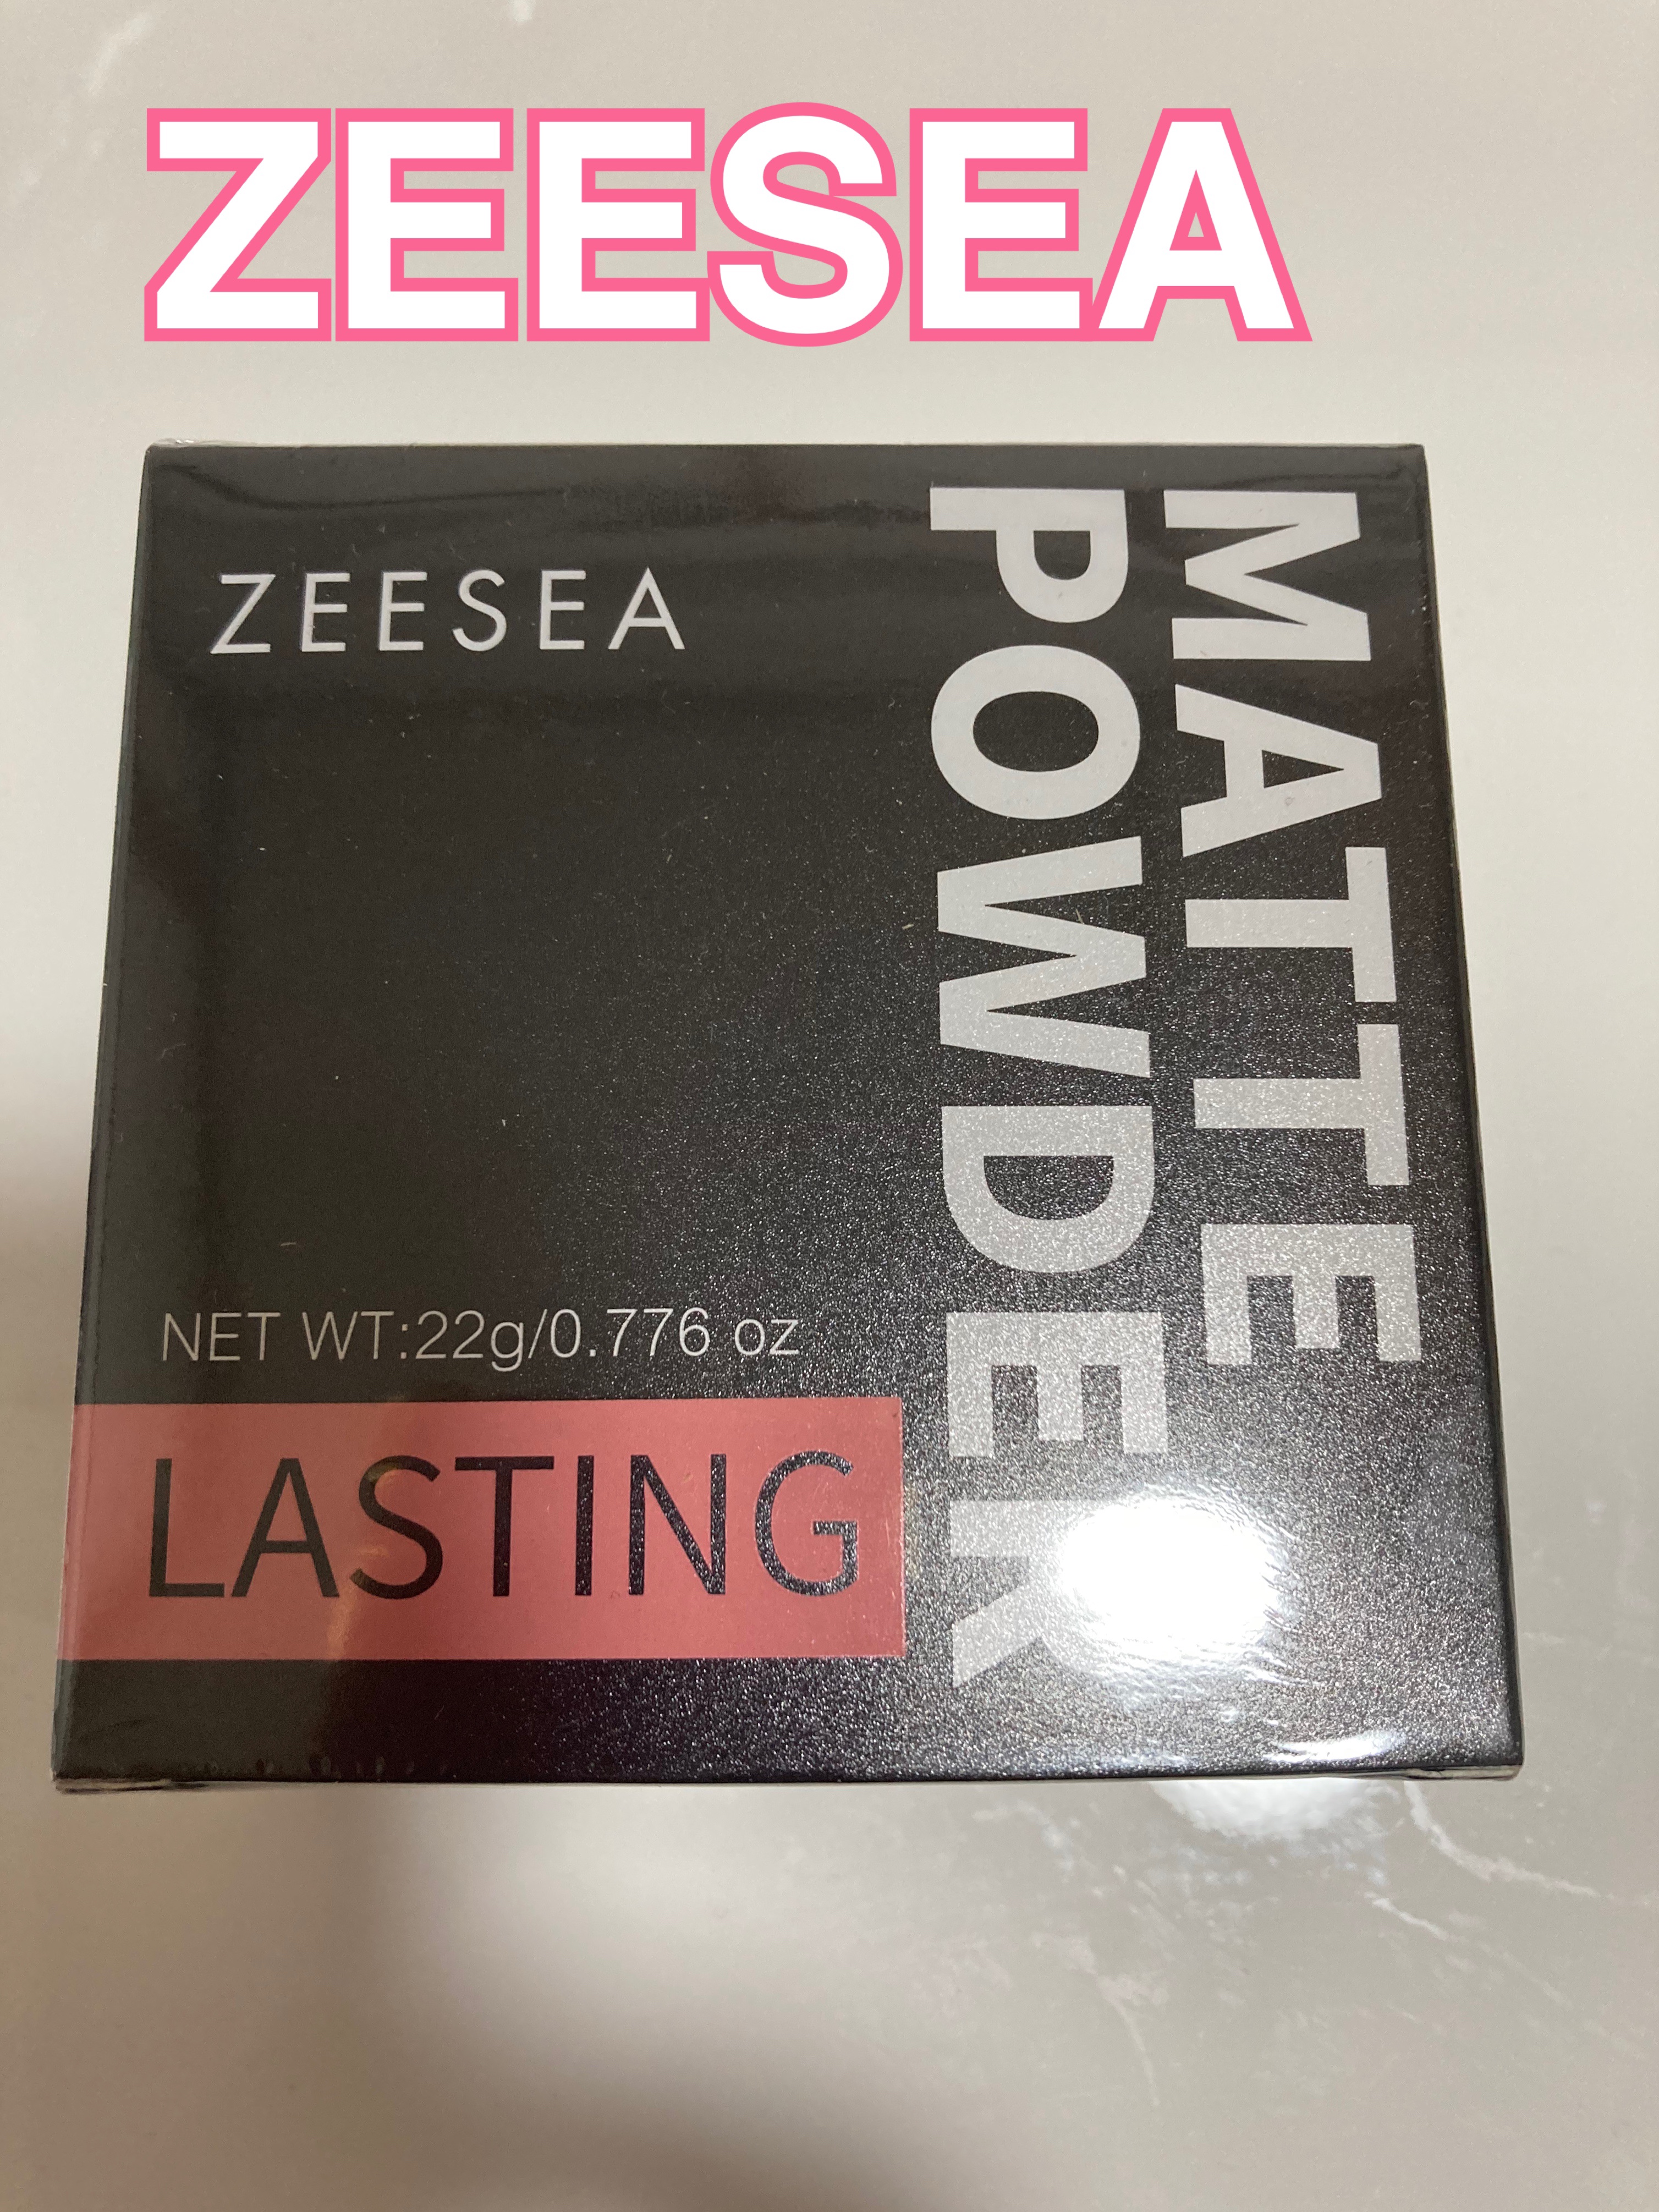 ZEESEA
ZEESEA
MATTE
POWDER
NET WT:22g/0.776 oz
LASTING